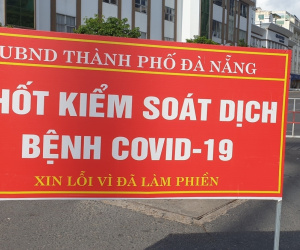 UBND THÀNH PHỐ ĐÀ NẴNG
HỐT KIỂM SOÁT DỊCH
BỆNH COVID-19
XIN LỖI VÌ ĐÃ LÀM PHIỀN